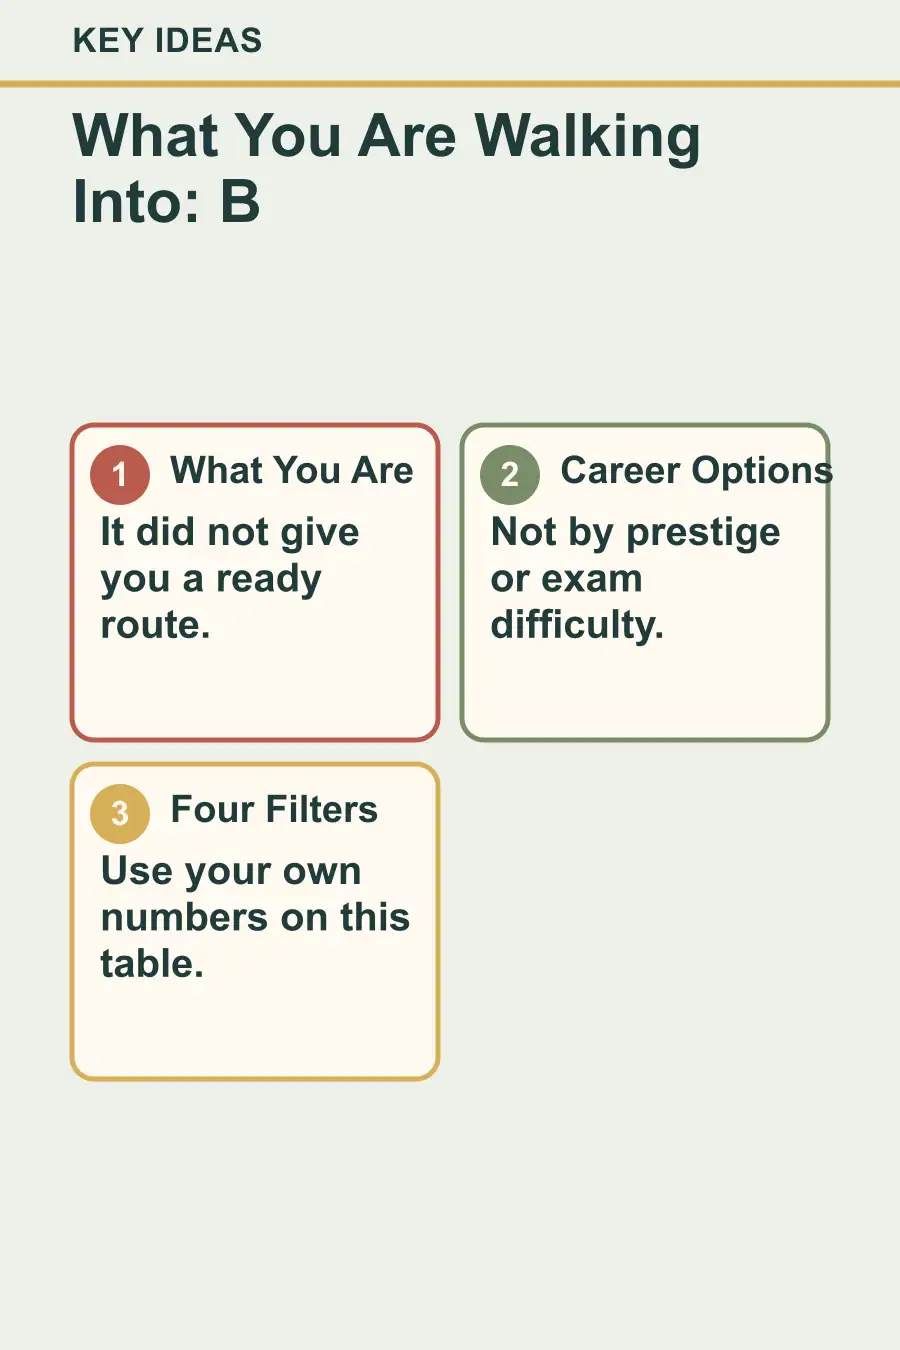 KEY IDEAS
What You Are Walking
Into: B
1 What You Are
It did not give
you a ready
route.
2 Career Options
Not by prestige
or exam
difficulty.
3 Four Filters
Use your own
numbers on this
table.